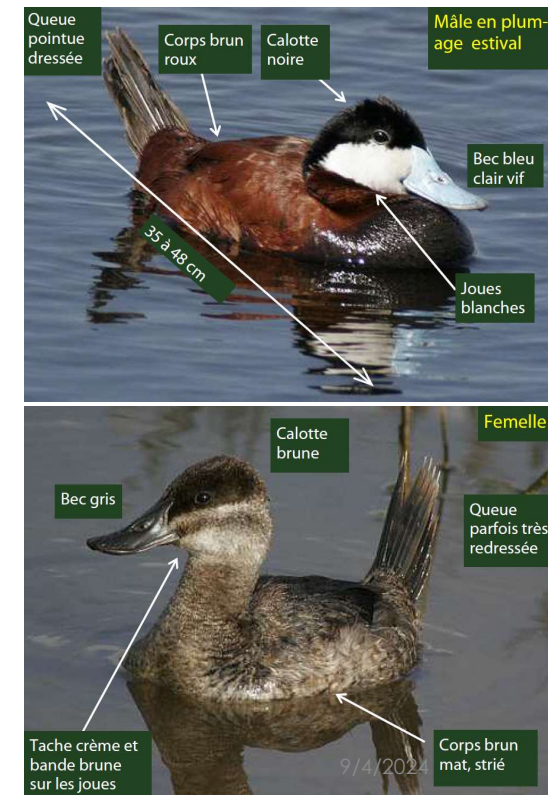 Queue
pointue
dressée
Corps brun
roux
Calotte
noire
Mâle en plum-
age estival
Bec bleu
clair vif
35 à 48 cm
Joues
blanches
Femelle
Calotte
brune
Bec gris
Queue
parfois très
redressée
Tache crème et
bande brune
sur les joues
Corps brun
mat, strié
9/4/2024